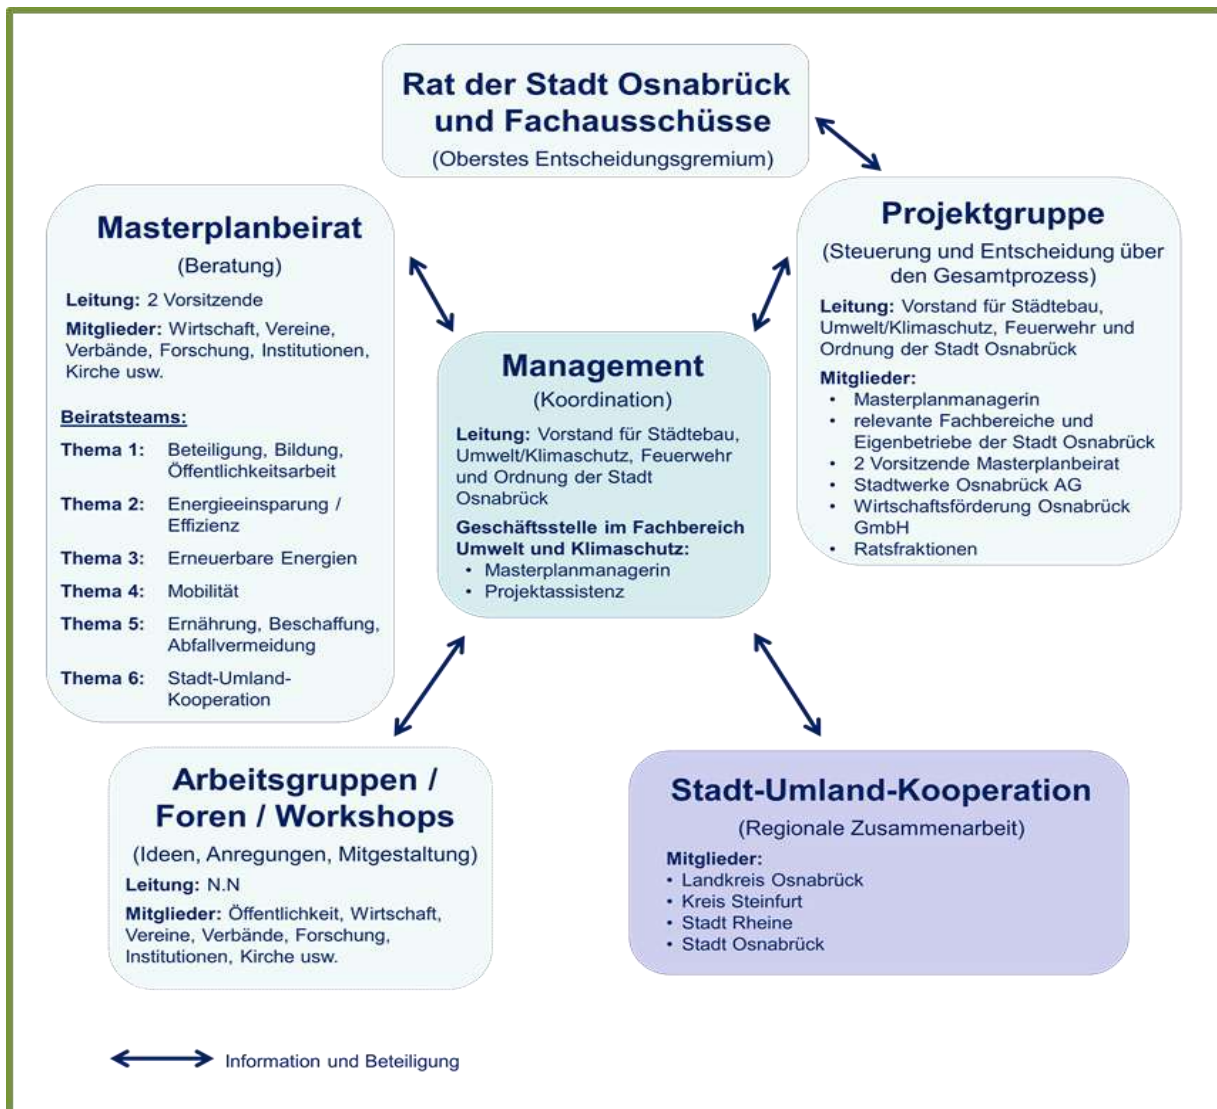 Rat der Stadt Osnabrück
und Fachausschüsse
(Oberstes Entscheidungsgremium)
Masterplanbeirat
(Beratung)
Leitung: 2 Vorsitzende
Mitglieder: Wirtschaft, Vereine,
Verbände, Forschung, Institutionen,
Kirche usw.
Beiratsteams:
Thema 1: Beteiligung, Bildung,
Öffentlichkeitsarbeit
Thema 2: Energieeinsparung /
Effizienz
Thema 3: Erneuerbare Energien
Thema 4: Mobilität
Thema 5: Ernährung, Beschaffung,
Abfallvermeidung
Thema 6: Stadt-Umland-
Kooperation
Projektgruppe
(Steuerung und Entscheidung über
den Gesamtprozess)
Leitung: Vorstand für Städtebau,
Umwelt/Klimaschutz, Feuerwehr und
Ordnung der Stadt Osnabrück
Mitglieder:
• Masterplanmanagerin
• relevante Fachbereiche und
Eigenbetriebe der Stadt Osnabrück
• 2 Vorsitzende Masterplanbeirat
• Stadtwerke Osnabrück AG
• Wirtschaftsförderung Osnabrück
GmbH
• Ratsfraktionen
Management
(Koordination)
Leitung: Vorstand für Städtebau,
Umwelt/Klimaschutz, Feuerwehr
und Ordnung der Stadt
Osnabrück
Geschäftsstelle im Fachbereich
Umwelt und Klimaschutz:
• Masterplanmanagerin
• Projektassistenz
Arbeitsgruppen /
Foren / Workshops
(Ideen, Anregungen, Mitgestaltung)
Leitung: N.N
Mitglieder: Öffentlichkeit, Wirtschaft,
Vereine, Verbände, Forschung,
Institutionen, Kirche usw.
Stadt-Umland-Kooperation
(Regionale Zusammenarbeit)
Mitglieder:
• Landkreis Osnabrück
• Kreis Steinfurt
• Stadt Rheine
• Stadt Osnabrück
Information und Beteiligung